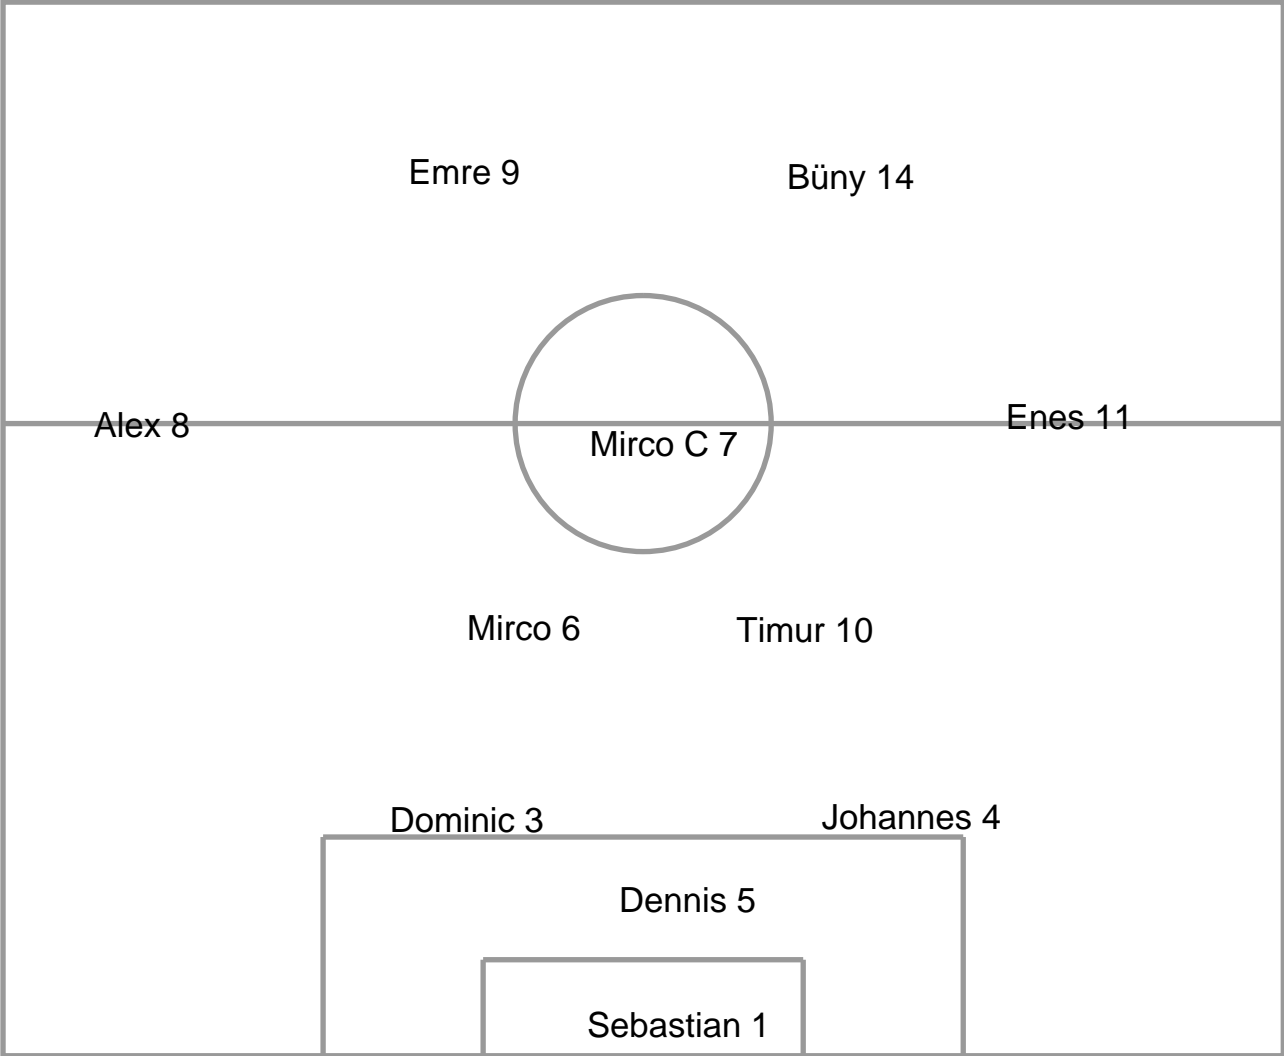 Emre 9
Büny 14
Alex 8
Enes 11
Mirco C 7
Mirco 6
Timur 10
Dominic 3
Johannes 4
Dennis 5
Sebastian 1